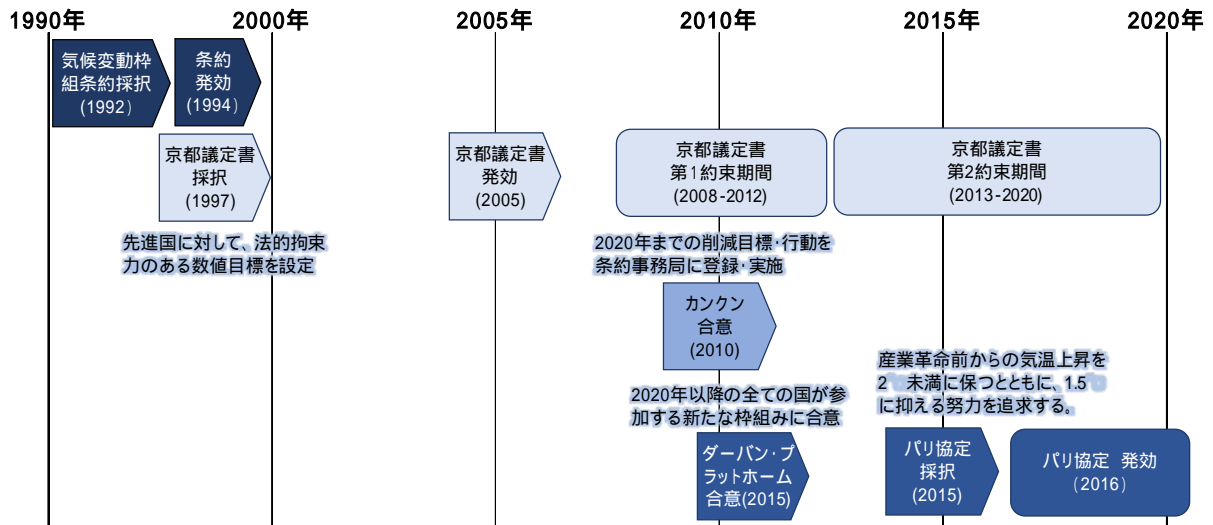 1990年 2000年 2005年 2010年 2015年 2020年
気候変動枠
組条約採択
(1992)
条約
発効
(1994)
京都議定書
採択
(1997)
京都議定書
発効
(2005)
京都議定書
第1約束期間
(2008-2012)
京都議定書
第2約束期間
(2013-2020)
先進国に対して、法的拘束
力のある数値目標を設定
2020年までの削減目標・行動を
条約事務局に登録・実施
カンクン
合意
(2010)
産業革命前からの気温上昇を
2℃未満に保つとともに、1.5℃
に抑える努力を追求する。
2020年以降の全ての国が参
加する新たな枠組みに合意
ダーバン・プ
ラットホーム
合意(2015)
パリ協定
採択
(2015)
パリ協定 発効
(2016)